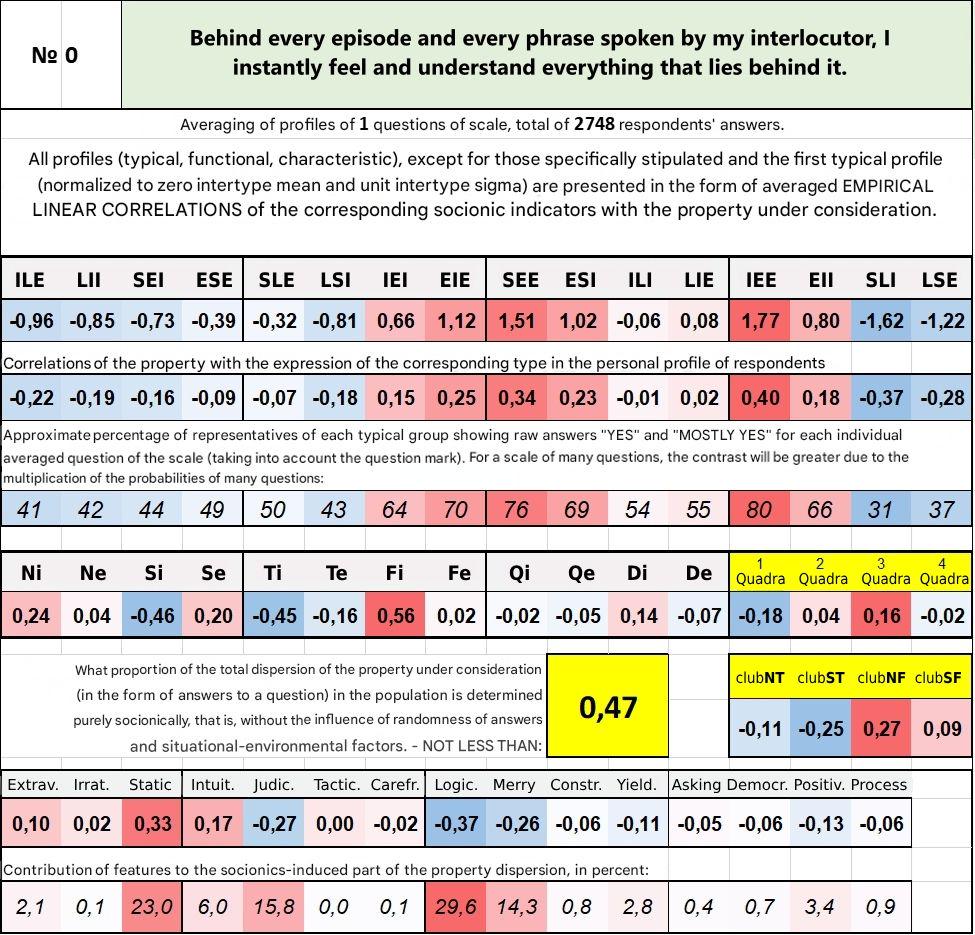 № 0
Behind every episode and every phrase spoken by my interlocutor, I
instantly feel and understand everything that lies behind it.
Averaging of profiles of 1 questions of scale, total of 2748 respondents' answers.
All profiles (typical, functional, characteristic), except for those specifically stipulated and the first typical profile
(normalized to zero intertype mean and unit intertype sigma) are presented in the form of averaged EMPIRICAL
LINEAR CORRELATIONS of the corresponding socionic indicators with the property under consideration.
ILE LII SEI ESE SLE LSI IEI EIE SEE ESI ILI LIE IEE EII SLI LSE
-0,96 -0,85 -0,73 -0,39 -0,32 -0,81 0,66 1,12 1,51 1,02 -0,06 0,08 1,77 0,80 -1,62 -1,22
Correlations of the property with the expression of the corresponding type in the personal profile of respondents
-0,22 -0,19 -0,16 -0,09 -0,07 -0,18 0,15 0,25 0,34 0,23 -0,01 0,02 0,40 0,18 -0,37 -0,28
Approximate percentage of representatives of each typical group showing raw answers "YES" and "MOSTLY YES" for each individual
averaged question of the scale (taking into account the question mark). For a scale of many questions, the contrast will be greater due to the
multiplication of the probabilities of many questions:
41 42 44 49 50 43 64 70 76 69 54 55 80 66 31 37
Ni Ne Si Se Ti Te Fi Fe Qi Qe Di De 1 Quadra 2 Quadra 3 Quadra 4 Quadra
0,24 0,04 -0,46 0,20 -0,45 -0,16 0,56 0,02 -0,02 -0,05 0,14 -0,07 -0,18 0,04 0,16 -0,02
What proportion of the total dispersion of the property under consideration
(in the form of answers to a question) in the population is determined
purely socionically, that is, without the influence of randomness of answers
and situational-environmental factors. - NOT LESS THAN:
0,47
clubNT clubST clubNF clubSF
-0,11 -0,25 0,27 0,09
Extrav. Irrat. Static Intuit. Judic. Tactic. Carefr. Logic. Merry Constr. Yield. Asking Democr. Positiv. Process
0,10 0,02 0,33 0,17 -0,27 0,00 -0,02 -0,37 -0,26 -0,06 -0,11 -0,05 -0,06 -0,13 -0,06
Contribution of features to the socionics-induced part of the property dispersion, in percent:
2,1 0,1 23,0 6,0 15,8 0,0 0,1 29,6 14,3 0,8 2,8 0,4 0,7 3,4 0,9